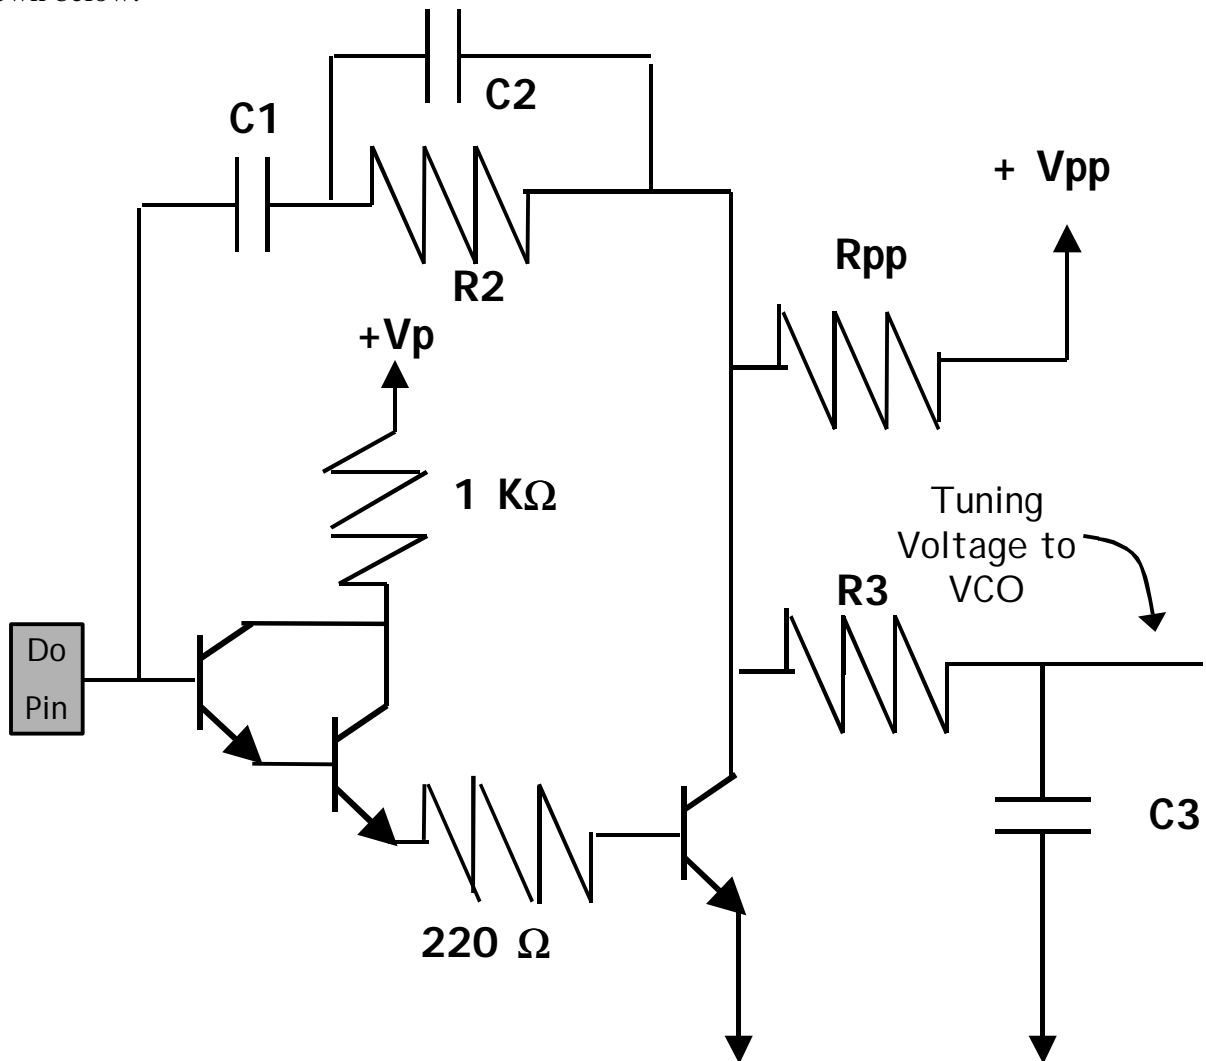 C2
C1
+ Vpp
Rpp
R2
+Vp
1 KΩ
Tuning
Voltage to
VCO
R3
Do
Pin
C3
220 Ω